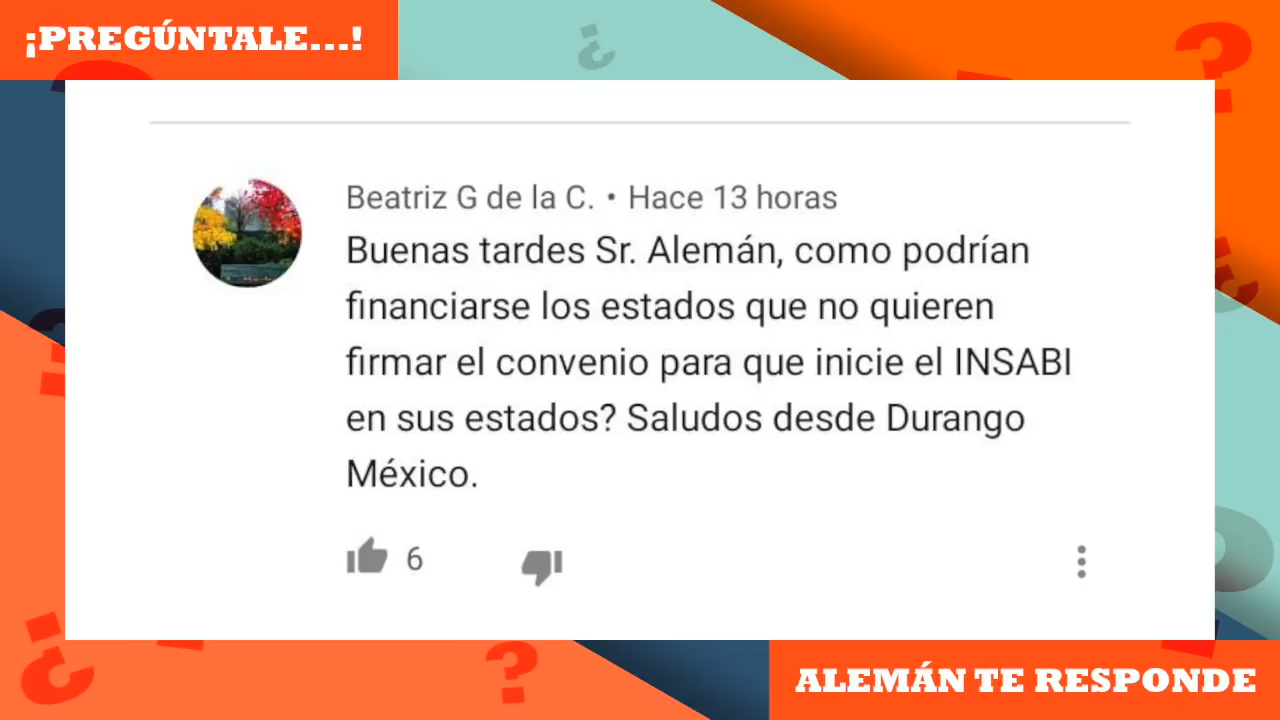 ¡PREGÚNTALE...!
Beatriz G de la C. • Hace 13 horas
Buenas tardes Sr. Alemán, como podrían
financiarse los estados que no quieren
firmar el convenio para que inicie el INSABI
en sus estados? Saludos desde Durango
México.
6
ALEMÁN TE RESPONDE